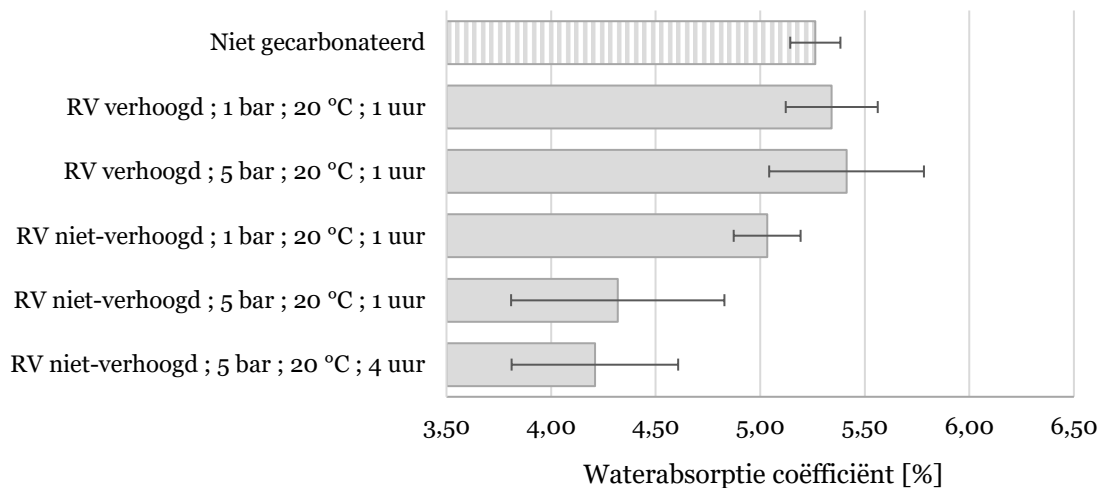 Niet gecarbonateerd
RV verhoogd ; 1 bar ; 20 °C ; 1 uur
RV verhoogd ; 5 bar ; 20 °C ; 1 uur
RV niet-verhoogd ; 1 bar ; 20 °C ; 1 uur
RV niet-verhoogd ; 5 bar ; 20 °C ; 1 uur
RV niet-verhoogd ; 5 bar ; 20 °C ; 4 uur
3,50 4,00 4,50 5,00 5,50 6,00 6,50
Waterabsorptie coëfficiënt [%]